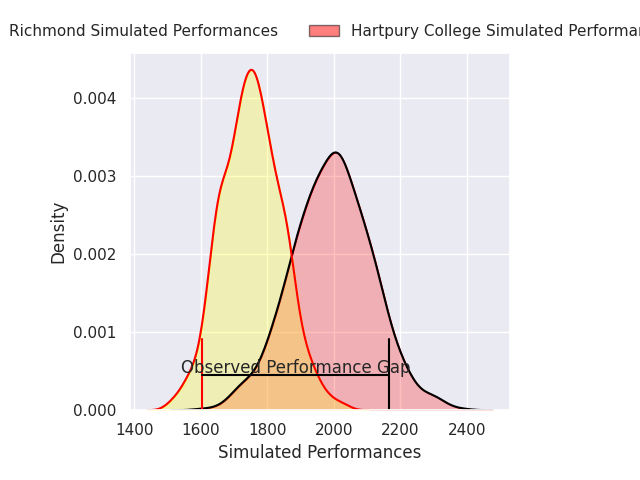 Richmond Simulated Performances
Hartpury College Simulated
0.004
0.003
0.002
0.001
0.000
Density
Observed Performance Gap
1400 1600 1800 2000 2200 2400
Simulated Performances